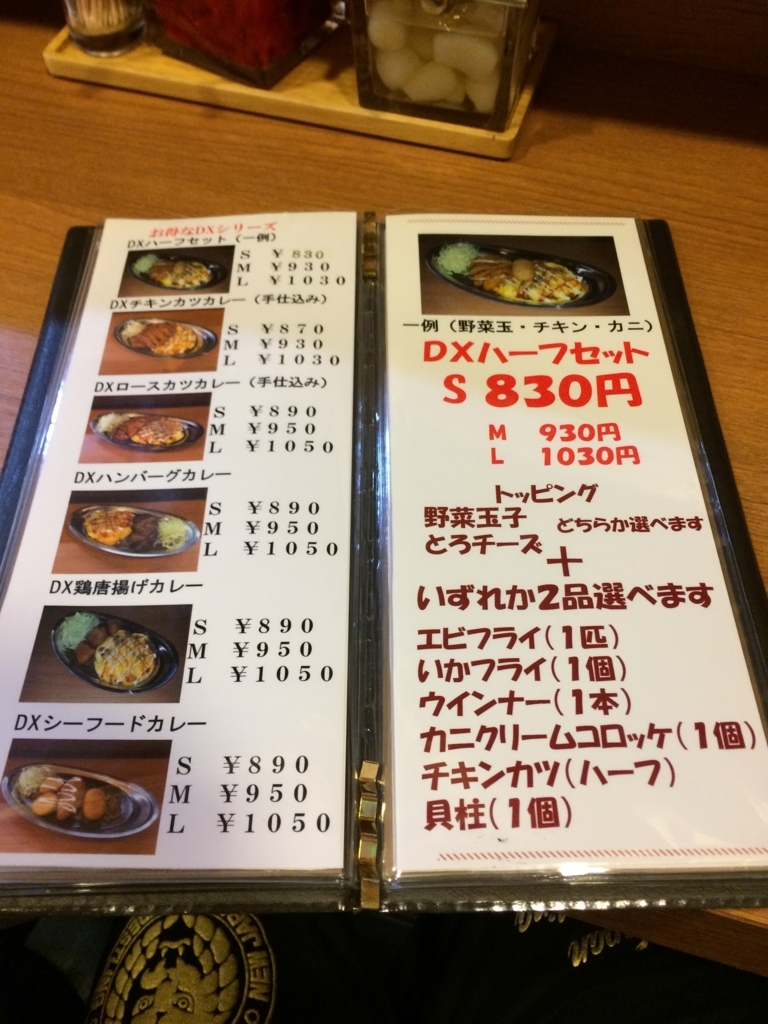 お得なDXシリーズ
DXハーフセット（一例）
S ￥830
M ￥930
L ￥1030
DXチキンカツカレー（手仕込み）
S ￥870
M ￥930
L ￥1030
DXロースカツカレー（手仕込み）
S ￥890
M ￥950
L ￥1050
DXハンバーグカレー
S ￥890
M ￥950
L ￥1050
DX鶏唐揚げカレー
S ￥890
M ￥950
L ￥1050
DXシーフードカレー
S ￥890
M ￥950
L ￥1050
一例（野菜玉・チキン・カニ）
DXハーフセット
S 830円
M 930円
L 1030円
トッピング
野菜玉子 どちらか選べます
とろチーズ
＋
いずれか2品選べます
エビフライ（1匹）
いかフライ（1個）
ウインナー（1本）
カニクリームコロッケ（1個）
チキンカツ（ハーフ）
貝柱（1個）